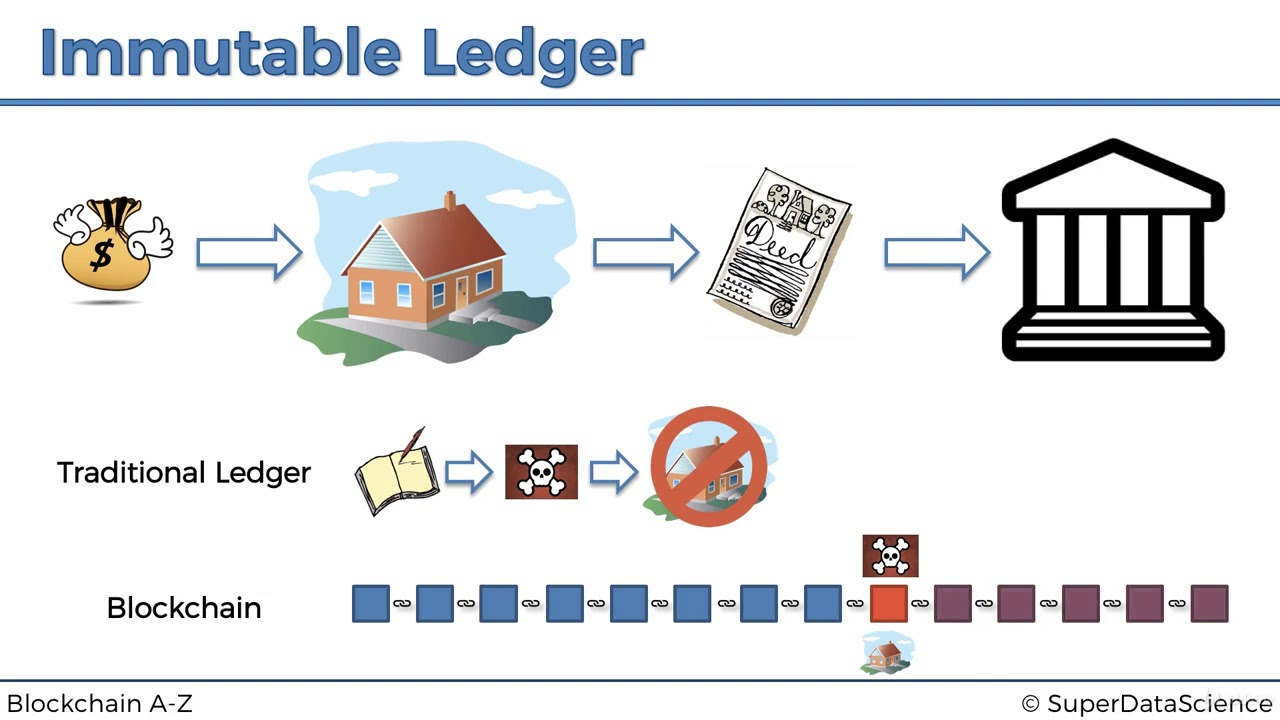 Immutable Ledger
$
Deed
Traditional Ledger
Blockchain
Blockchain A-Z
© SuperDataScience